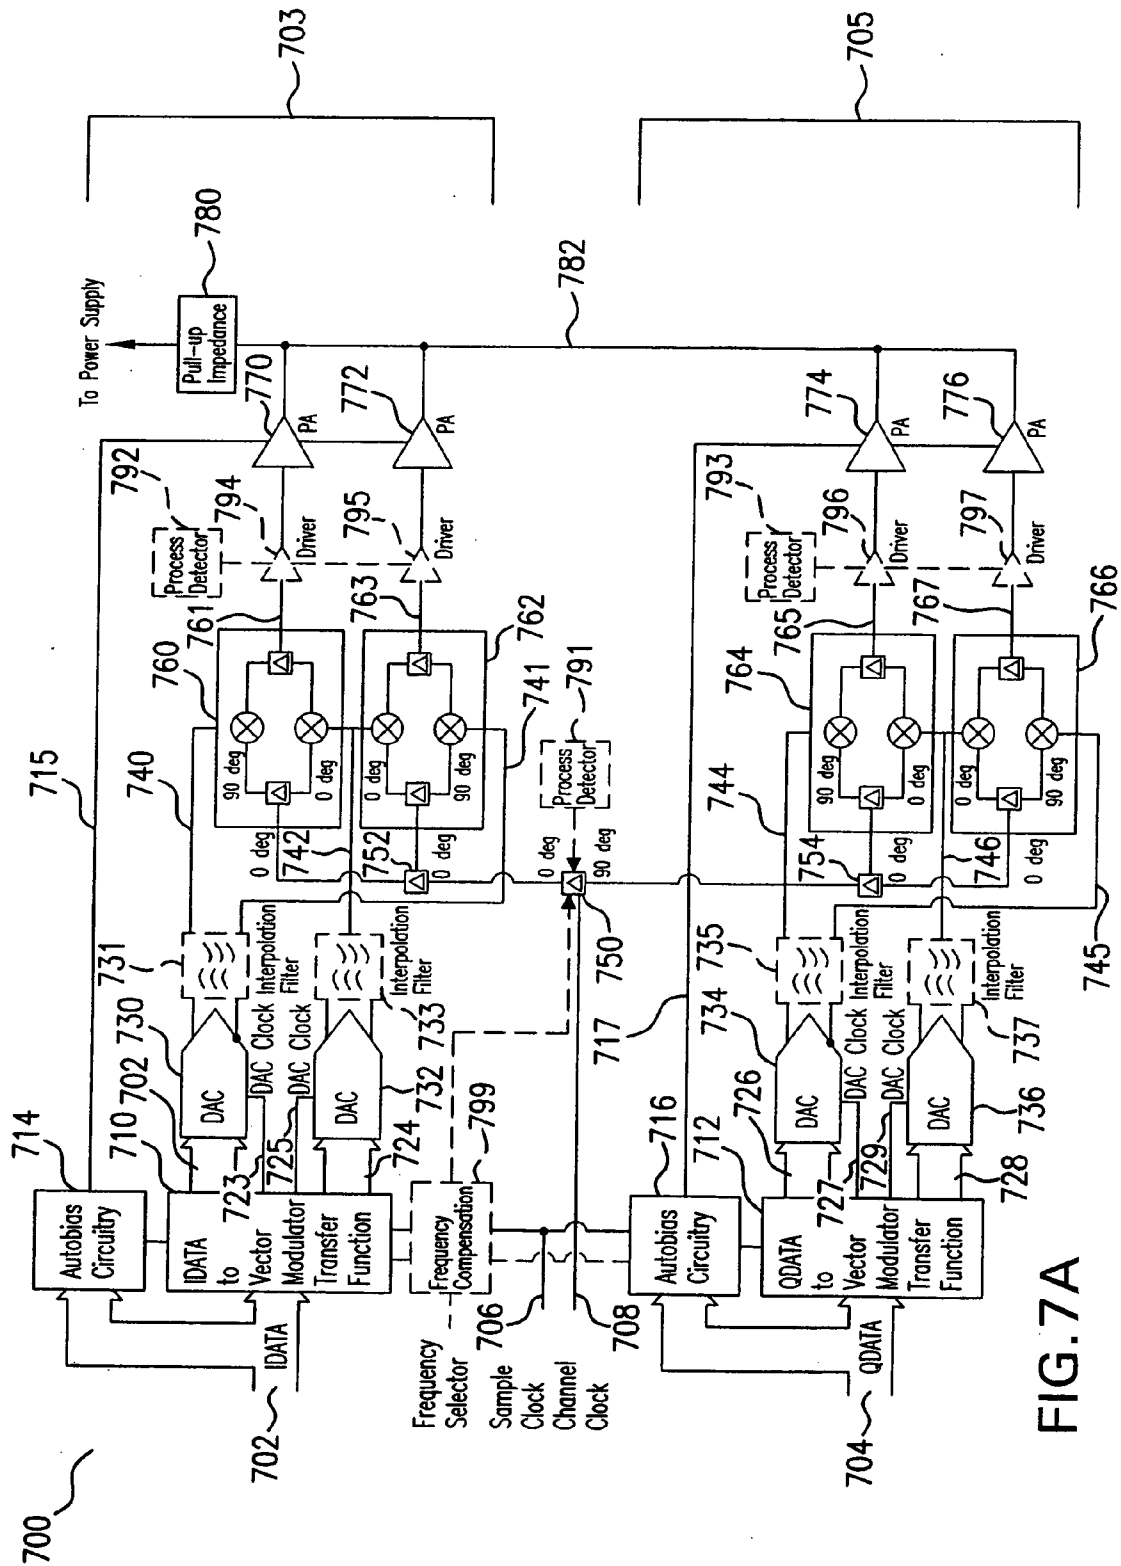 700
702
IDATA
714
Autobias
Circuitry
715
710
IDATA
to
Vector
Modulator
Transfer
Function
702
723
725
724
730
DAC
DAC Clock
DAC Clock
732
DAC
731
Interpolation
Filter
733
Interpolation
Filter
740
742
741
760
90 deg
0 deg
0 deg
752
0 deg
0 deg
90 deg
762
761
763
792
Process
Detector
794
Driver
795
Driver
770
PA
772
PA
To Power Supply
Pull-up
Impedance
780
703
Frequency
Selector
799
Frequency
Compensation
706
Sample
Clock
708
Channel
Clock
750
0 deg
90 deg
791
Process
Detector
782
704
QDATA
716
Autobias
Circuitry
717
712
QDATA
to
Vector
Modulator
Transfer
Function
726
727
729
728
734
DAC
DAC Clock
DAC Clock
736
DAC
735
Interpolation
Filter
737
Interpolation
Filter
744
746
745
754
0 deg
0 deg
764
90 deg
0 deg
0 deg
90 deg
766
765
767
793
Process
Detector
796
Driver
797
Driver
774
PA
776
PA
705
FIG. 7A